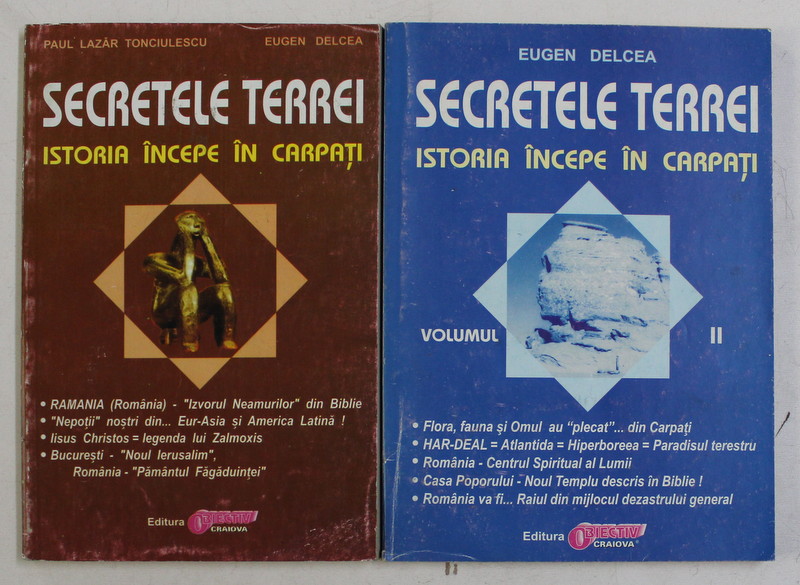 PAUL LAZĂR TONCIULESCU EUGEN DELCEA
SECRETELE TERREI
ISTORIA ÎNCEPE ÎN CARPAȚI
• RAMANIA (România) - "Izvorul Neamurilor" din Biblie
• "Nepoții" noștri din... Eur-Asia și America Latină !
• Iisus Christos = legenda lui Zalmoxis
• București - "Noul Ierusalim",
România - "Pământul Făgăduinței"
Editura OBIECTIV
CRAIOVA
EUGEN DELCEA
SECRETELE TERREI
ISTORIA ÎNCEPE ÎN CARPAȚI
VOLUMUL II
• Flora, fauna și Omul au “plecat”... din Carpați
• HAR-DEAL = Atlantida = Hiperboreea = Paradisul terestru
• România - Centrul Spiritual al Lumii
• Casa Poporului - Noul Templu descris în Biblie !
• România va fi... Raiul din mijlocul dezastrului general
Editura OBIECTIV
CRAIOVA